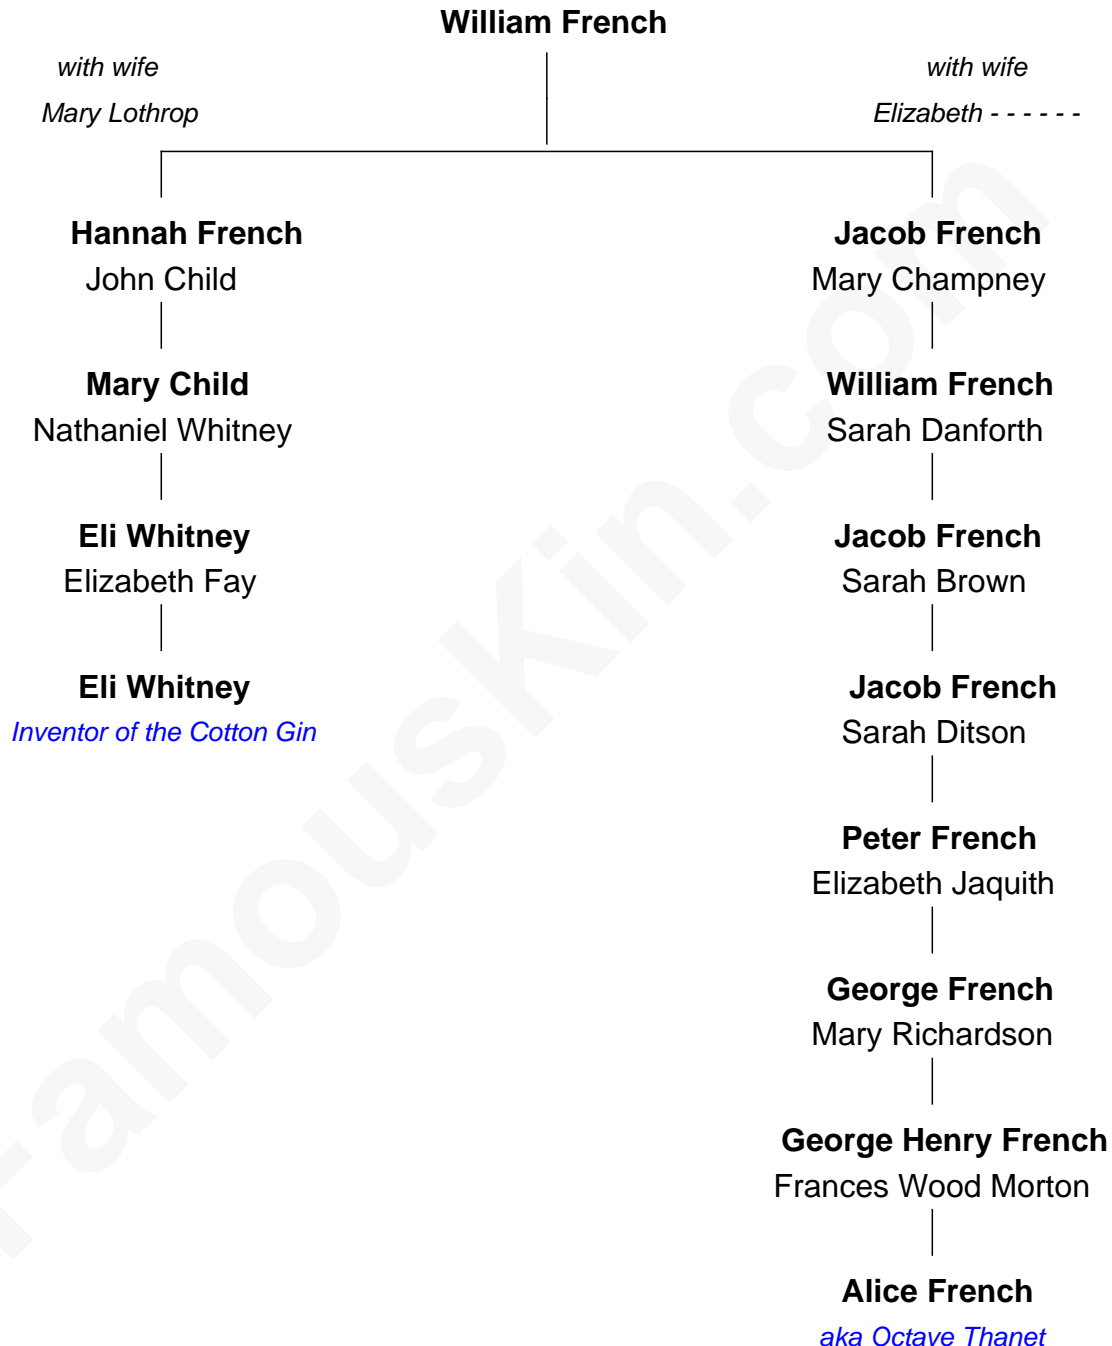 William French
with wife
Mary Lothrop
with wife
Elizabeth - - - - - -
Hannah French
John Child
Jacob French
Mary Champney
Mary Child
Nathaniel Whitney
William French
Sarah Danforth
Eli Whitney
Elizabeth Fay
Jacob French
Sarah Brown
Eli Whitney
Inventor of the Cotton Gin
Jacob French
Sarah Ditson
Peter French
Elizabeth Jaquith
George French
Mary Richardson
George Henry French
Frances Wood Morton
Alice French
aka Octave Thanet
FamousKin.com